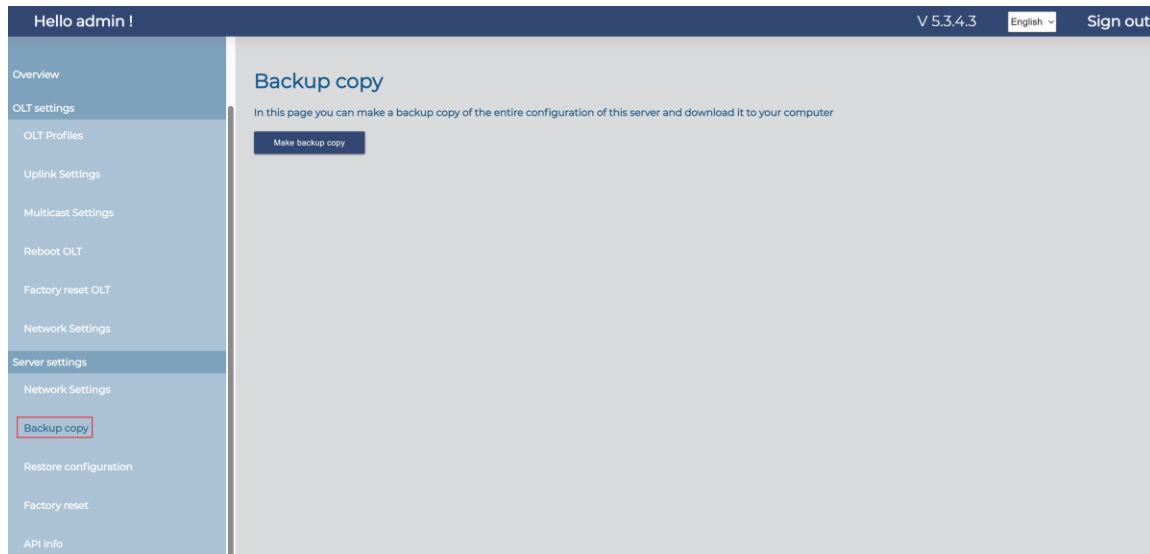 Hello admin !
V 5.3.4.3
English
Sign out
Overview
OLT settings
OLT Profiles
Uplink Settings
Multicast Settings
Reboot OLT
Factory reset OLT
Network Settings
Server settings
Network Settings
Backup copy
Restore configuration
Factory reset
API info
Backup copy
In this page you can make a backup copy of the entire configuration of this server and download it to your computer
Make backup copy